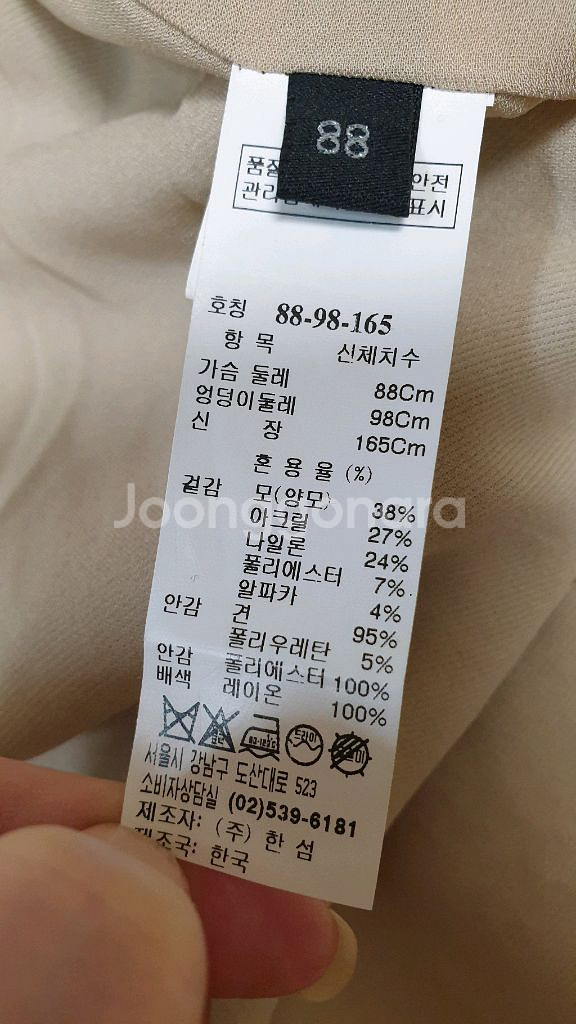 88
품질 안전
관리 표시
호칭 88-98-165
항 목 신체치수
가슴 둘레 88Cm
엉덩이둘레 98Cm
신 장 165Cm
혼 용 율 (%)
겉감 모(양모) 38%
아크릴 27%
나일론 24%
폴리에스터 7%
알파카 4%
안감 견 95%
폴리우레탄 5%
안감 폴리에스터 100%
배색 레이온 100%
드라이
서울시 강남구 도산대로 523
소비자상담실 (02)539-6181
제조자: (주) 한 섬
제조국: 한국
Joonggonara